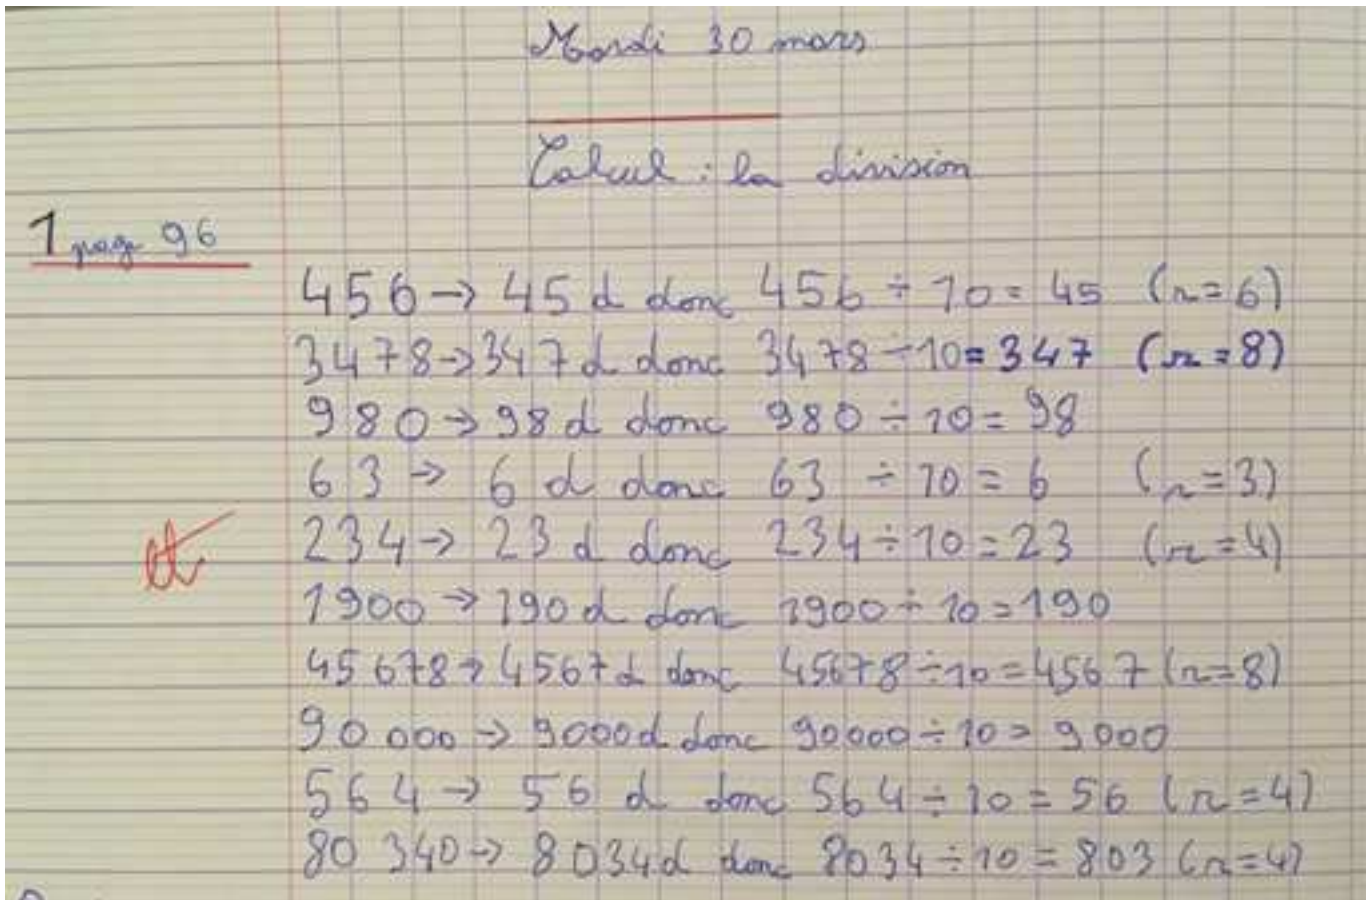 Mardi 30 mars
Calcul : la division
1 page 96
456 → 45 d donc 456 ÷ 10 = 45 (r=6)
3478 → 347 d donc 3478 ÷ 10 = 347 (r=8)
980 → 98 d donc 980 ÷ 10 = 98
63 → 6 d donc 63 ÷ 10 = 6 (r=3)
234 → 23 d donc 234 ÷ 10 = 23 (r=4)
1900 → 190 d donc 1900 ÷ 10 = 190
45678 → 4567 d donc 45678 ÷ 10 = 4567 (r=8)
90 000 → 9000 d donc 90000 ÷ 10 = 9000
564 → 56 d donc 564 ÷ 10 = 56 (r=4)
80 340 → 8034 d donc 8034 ÷ 10 = 803 (r=4)